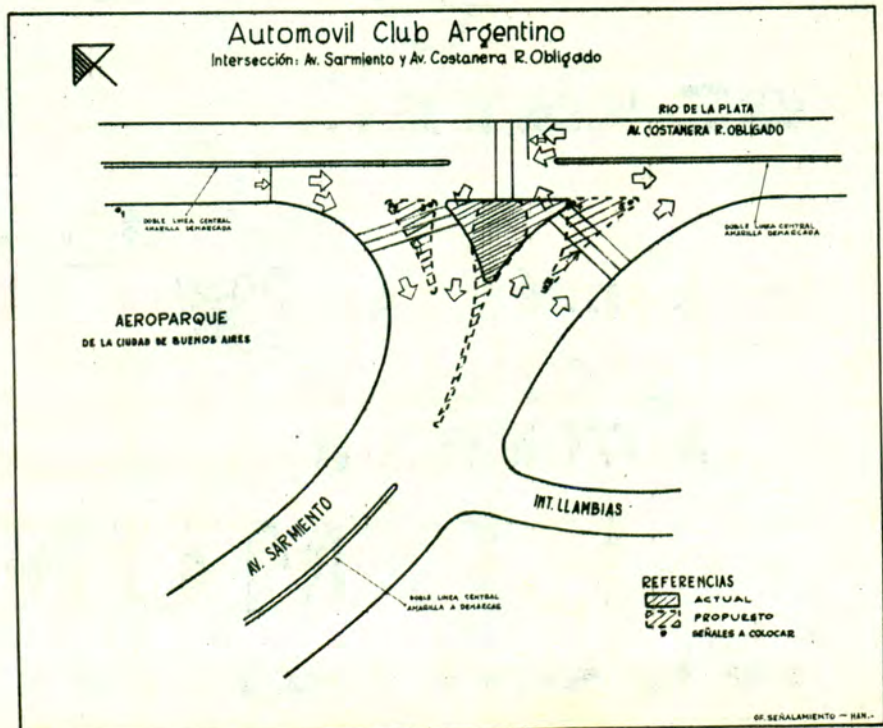 Automovil Club Argentino
Intersección: Av. Sarmiento y Av. Costanera R. Obligado
RIO DE LA PLATA
AV. COSTANERA R. OBLIGADO
DOBLE LINEA CENTRAL
AMARILLA DEMARCADA
DOBLE LINEA CENTRAL
AMARILLA DEMARCADA
AEROPARQUE
DE LA CIUDAD DE BUENOS AIRES
INT. LLAMBIAS
AV. SARMIENTO
DOBLE LINEA CENTRAL
AMARILLA A DEMARCAR
REFERENCIAS
ACTUAL
PROPUESTO
SEÑALES A COLOCAR
OF. SEÑALAMIENTO — HAN.-